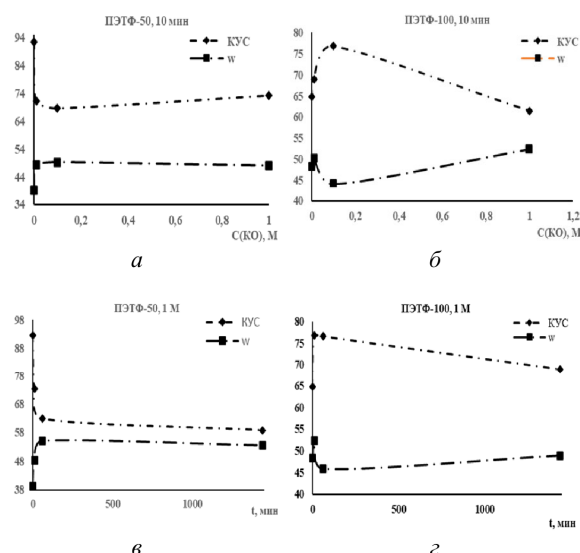 ПЭТФ-50, 10 мин
КУС
w
94
84
74
64
54
44
34
0 0,2 0,4 0,6 0,8 1
С(КО), М
а
ПЭТФ-100, 10 мин
КУС
w
80
75
70
65
60
55
50
45
40
0 0,2 0,4 0,6 0,8 1 1,2
С(КО), М
б
ПЭТФ-50, 1 М
КУС
w
98
88
78
68
58
48
38
0 500 1000
t, мин
в
ПЭТФ-100, 1 М
КУС
w
80
75
70
65
60
55
50
45
40
0 500 1000
t, мин
г